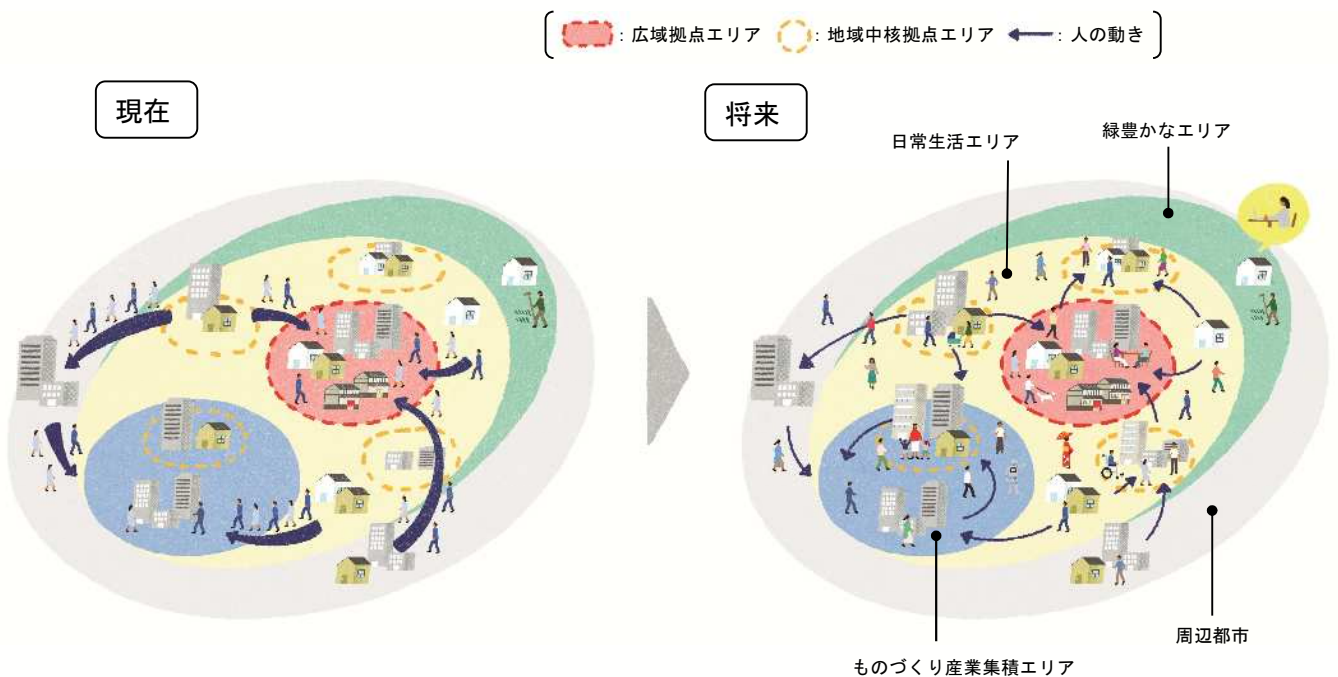 ：広域拠点エリア ：地域中核拠点エリア ：人の動き
現在
将来
日常生活エリア
緑豊かなエリア
周辺都市
ものづくり産業集積エリア